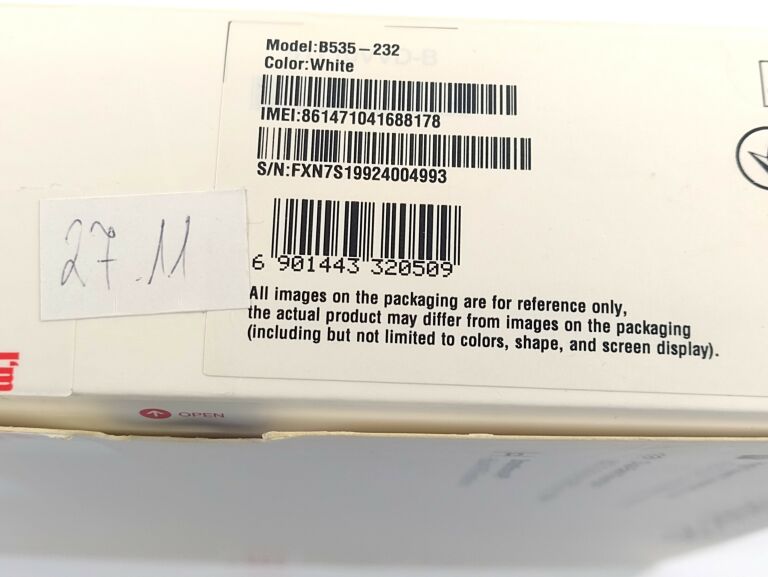 Model:B535-232
Color:White
IMEI:861471041688178
S/N:FXN7S19924004993
27.11
6 901443 320509
All images on the packaging are for reference only,
the actual product may differ from images on the packaging
(including but not limited to colors, shape, and screen display).
OPEN